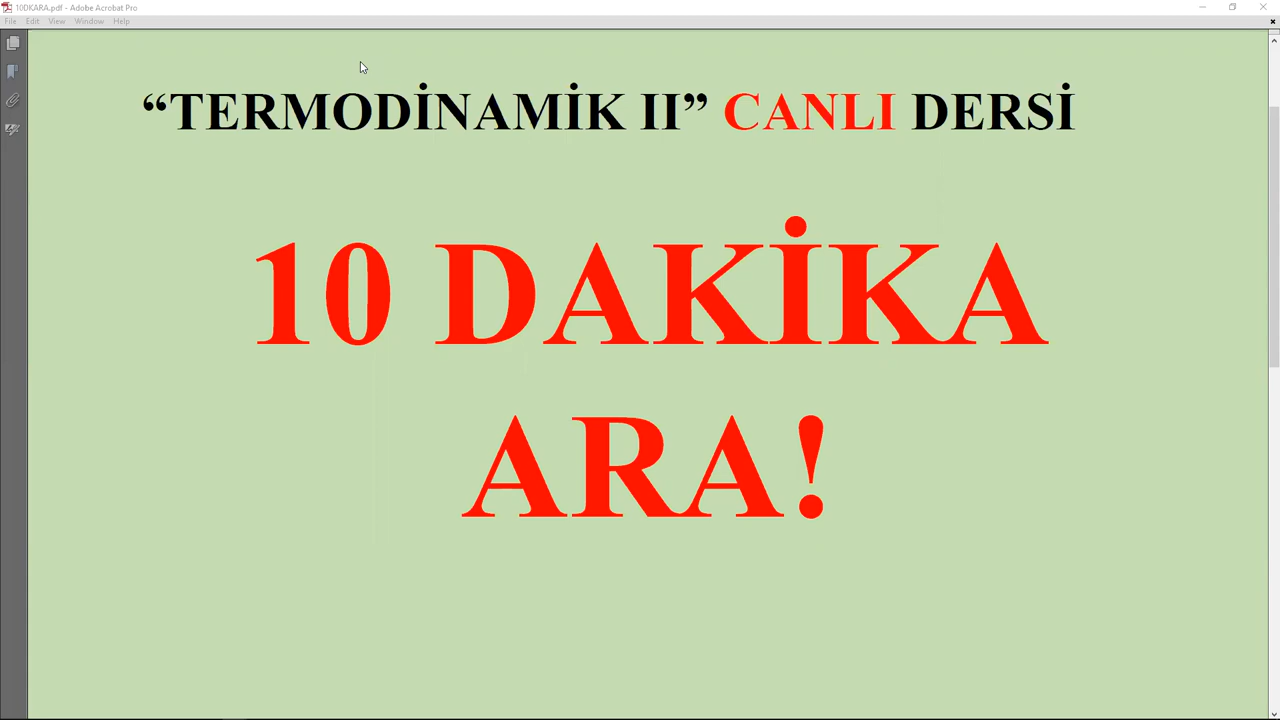 10DKARA.pdf - Adobe Acrobat Pro
File Edit View Window Help
“TERMODİNAMİK II” CANLI DERSİ
10 DAKİKA
ARA!